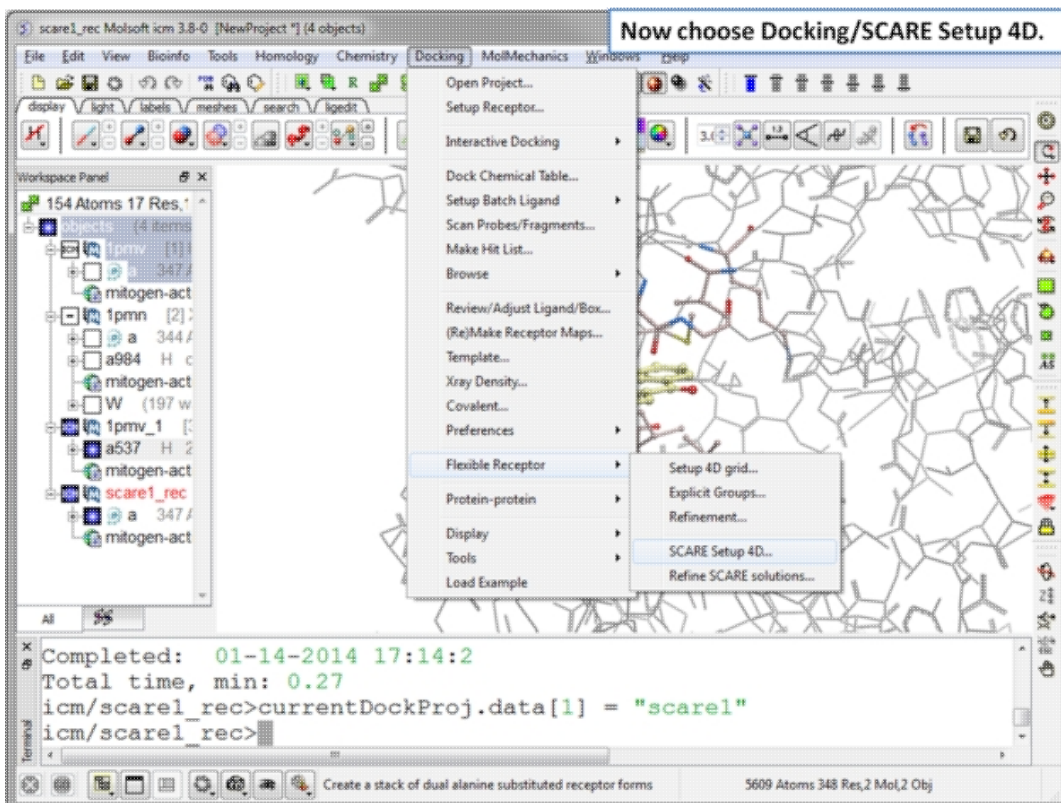 scare1_rec Molsoft icm 3.8-0 [NewProject *] (4 objects)
Now choose Docking/SCARE Setup 4D.
File Edit View Bioinfo Tools Homology Chemistry Docking MolMechanics Windows Help
display light labels meshes search ligedit
Workspace Panel
154 Atoms 17 Res,
objects (4 items
1pmv [1]
a 347
mitogen-act
1pmn [2]
a 344
a984 H
mitogen-act
W (197 w
1pmv_1
a537 H 2
mitogen-act
scare1_rec
a 347
mitogen-act
All
Open Project...
Setup Receptor...
Interactive Docking
Dock Chemical Table...
Setup Batch Ligand
Scan Probes/Fragments...
Make Hit List...
Browse
Review/Adjust Ligand/Box...
(Re)Make Receptor Maps...
Template...
Xray Density...
Covalent...
Preferences
Flexible Receptor
Protein-protein
Display
Tools
Load Example
Setup 4D grid...
Explicit Groups...
Refinement...
SCARE Setup 4D...
Refine SCARE solutions...
Terminal
Completed: 01-14-2014 17:14:2
Total time, min: 0.27
icm/scare1_rec>currentDockProj.data[1] = "scare1"
icm/scare1_rec>
Create a stack of dual alanine substituted receptor forms
5609 Atoms 348 Res,2 Mol,2 Obj